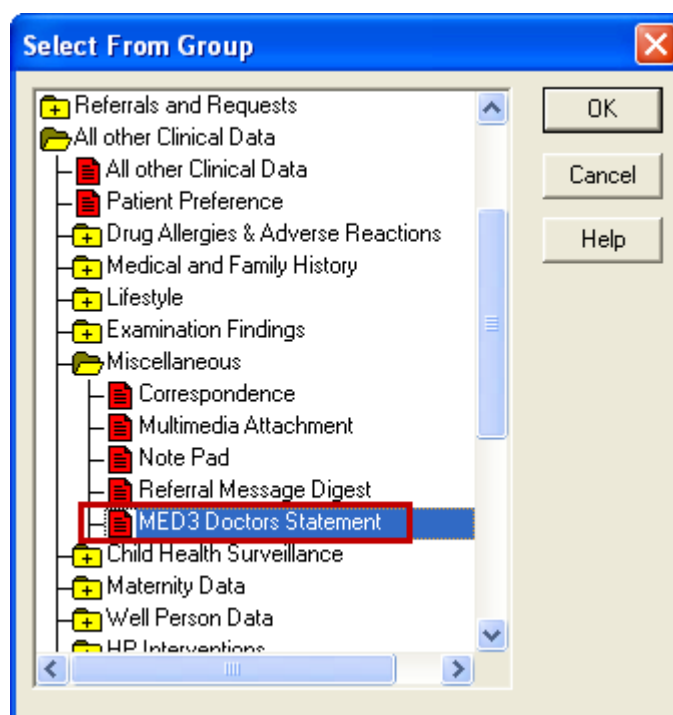 Select From Group
Referrals and Requests
OK
All other Clinical Data
All other Clinical Data
Cancel
Patient Preference
Drug Allergies & Adverse Reactions
Help
Medical and Family History
Lifestyle
Examination Findings
Miscellaneous
Correspondence
Multimedia Attachment
Note Pad
Referral Message Digest
MED3 Doctors Statement
Child Health Surveillance
Maternity Data
Well Person Data
HP Interventions